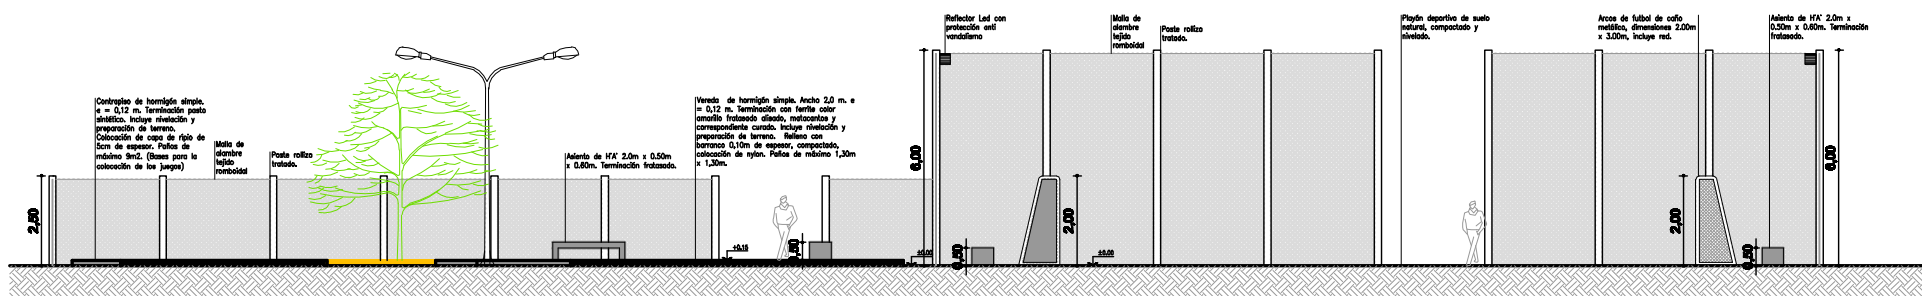 Contrapiso de hormigón simple.
e = 0,12 m. Terminación pasto
sintético. Incluye nivelación y
preparación de terreno.
Colocación de capa de ripio de
5cm de espesor. Paños de
máximo 9m2. (Bases para la
colocación de los juegos)
Malla de
alambre
tejido
romboidal
Poste rollizo
tratado.
Asiento de HºAº 2.0m x 0.50m
x 0.60m. Terminación fratasado.
Vereda de hormigón simple. Ancho 2,0 m. e
= 0,12 m. Terminación con ferrite color
amarillo fratasado alisado, matacantos y
correspondiente curado. Incluye nivelación y
preparación de terreno. Relleno con
barranco 0,10m de espesor, compactado,
colocación de nylon. Paños de máximo 1,30m
x 1,30m.
Reflector Led con
protección anti
vandalismo
Malla de
alambre
tejido
romboidal
Poste rollizo
tratado.
Playón deportivo de suelo
natural, compactado y
nivelado.
Arcos de futbol de caño
metálico, dimensiones 2.00m
x 3.00m, incluye red.
Asiento de HºAº 2.0m x
0.50m x 0.60m. Terminación
fratasado.
2,50
0,50
+0.15
±0.00
6,00
0,50
2,00
±0.00
2,00
0,50
6,00